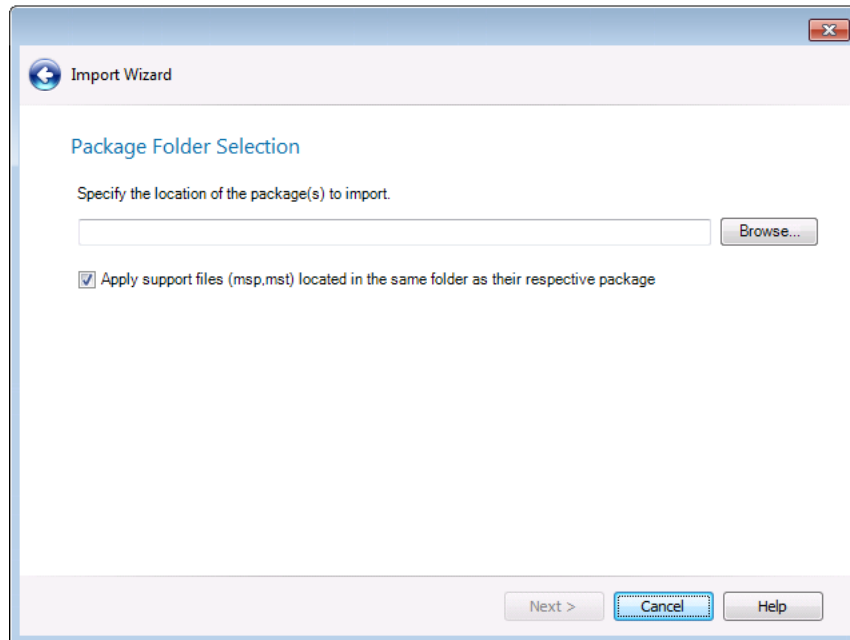 Import Wizard
Package Folder Selection
Specify the location of the package(s) to import.
Browse...
Apply support files (msp,mst) located in the same folder as their respective package
Next > Cancel Help